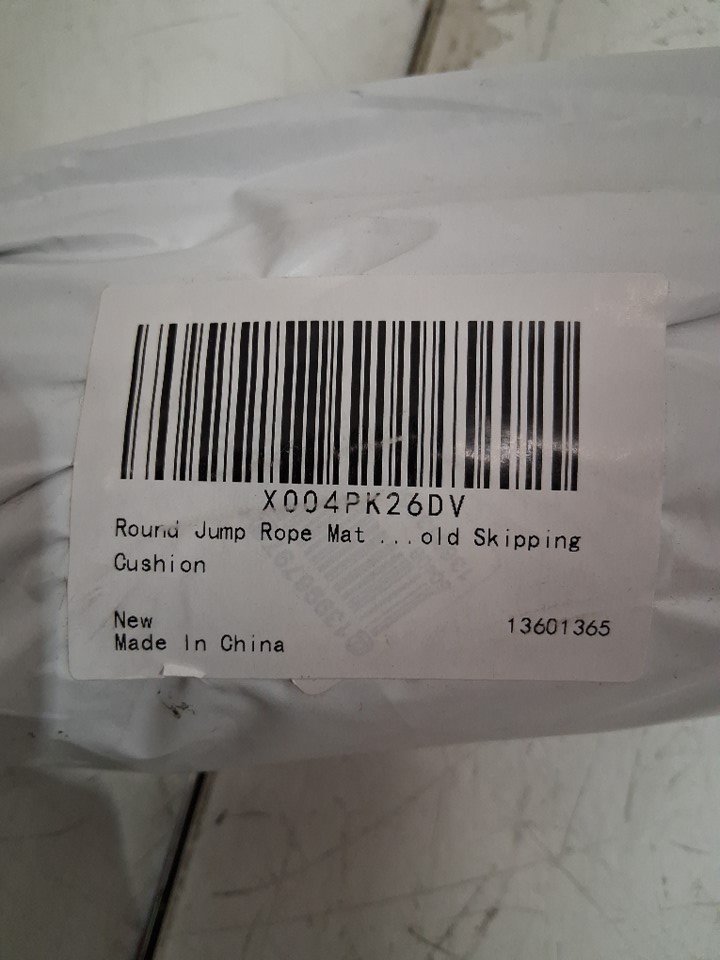 X004PK26DV
Round Jump Rope Mat ...old Skipping
Cushion
New
13601365
Made In China